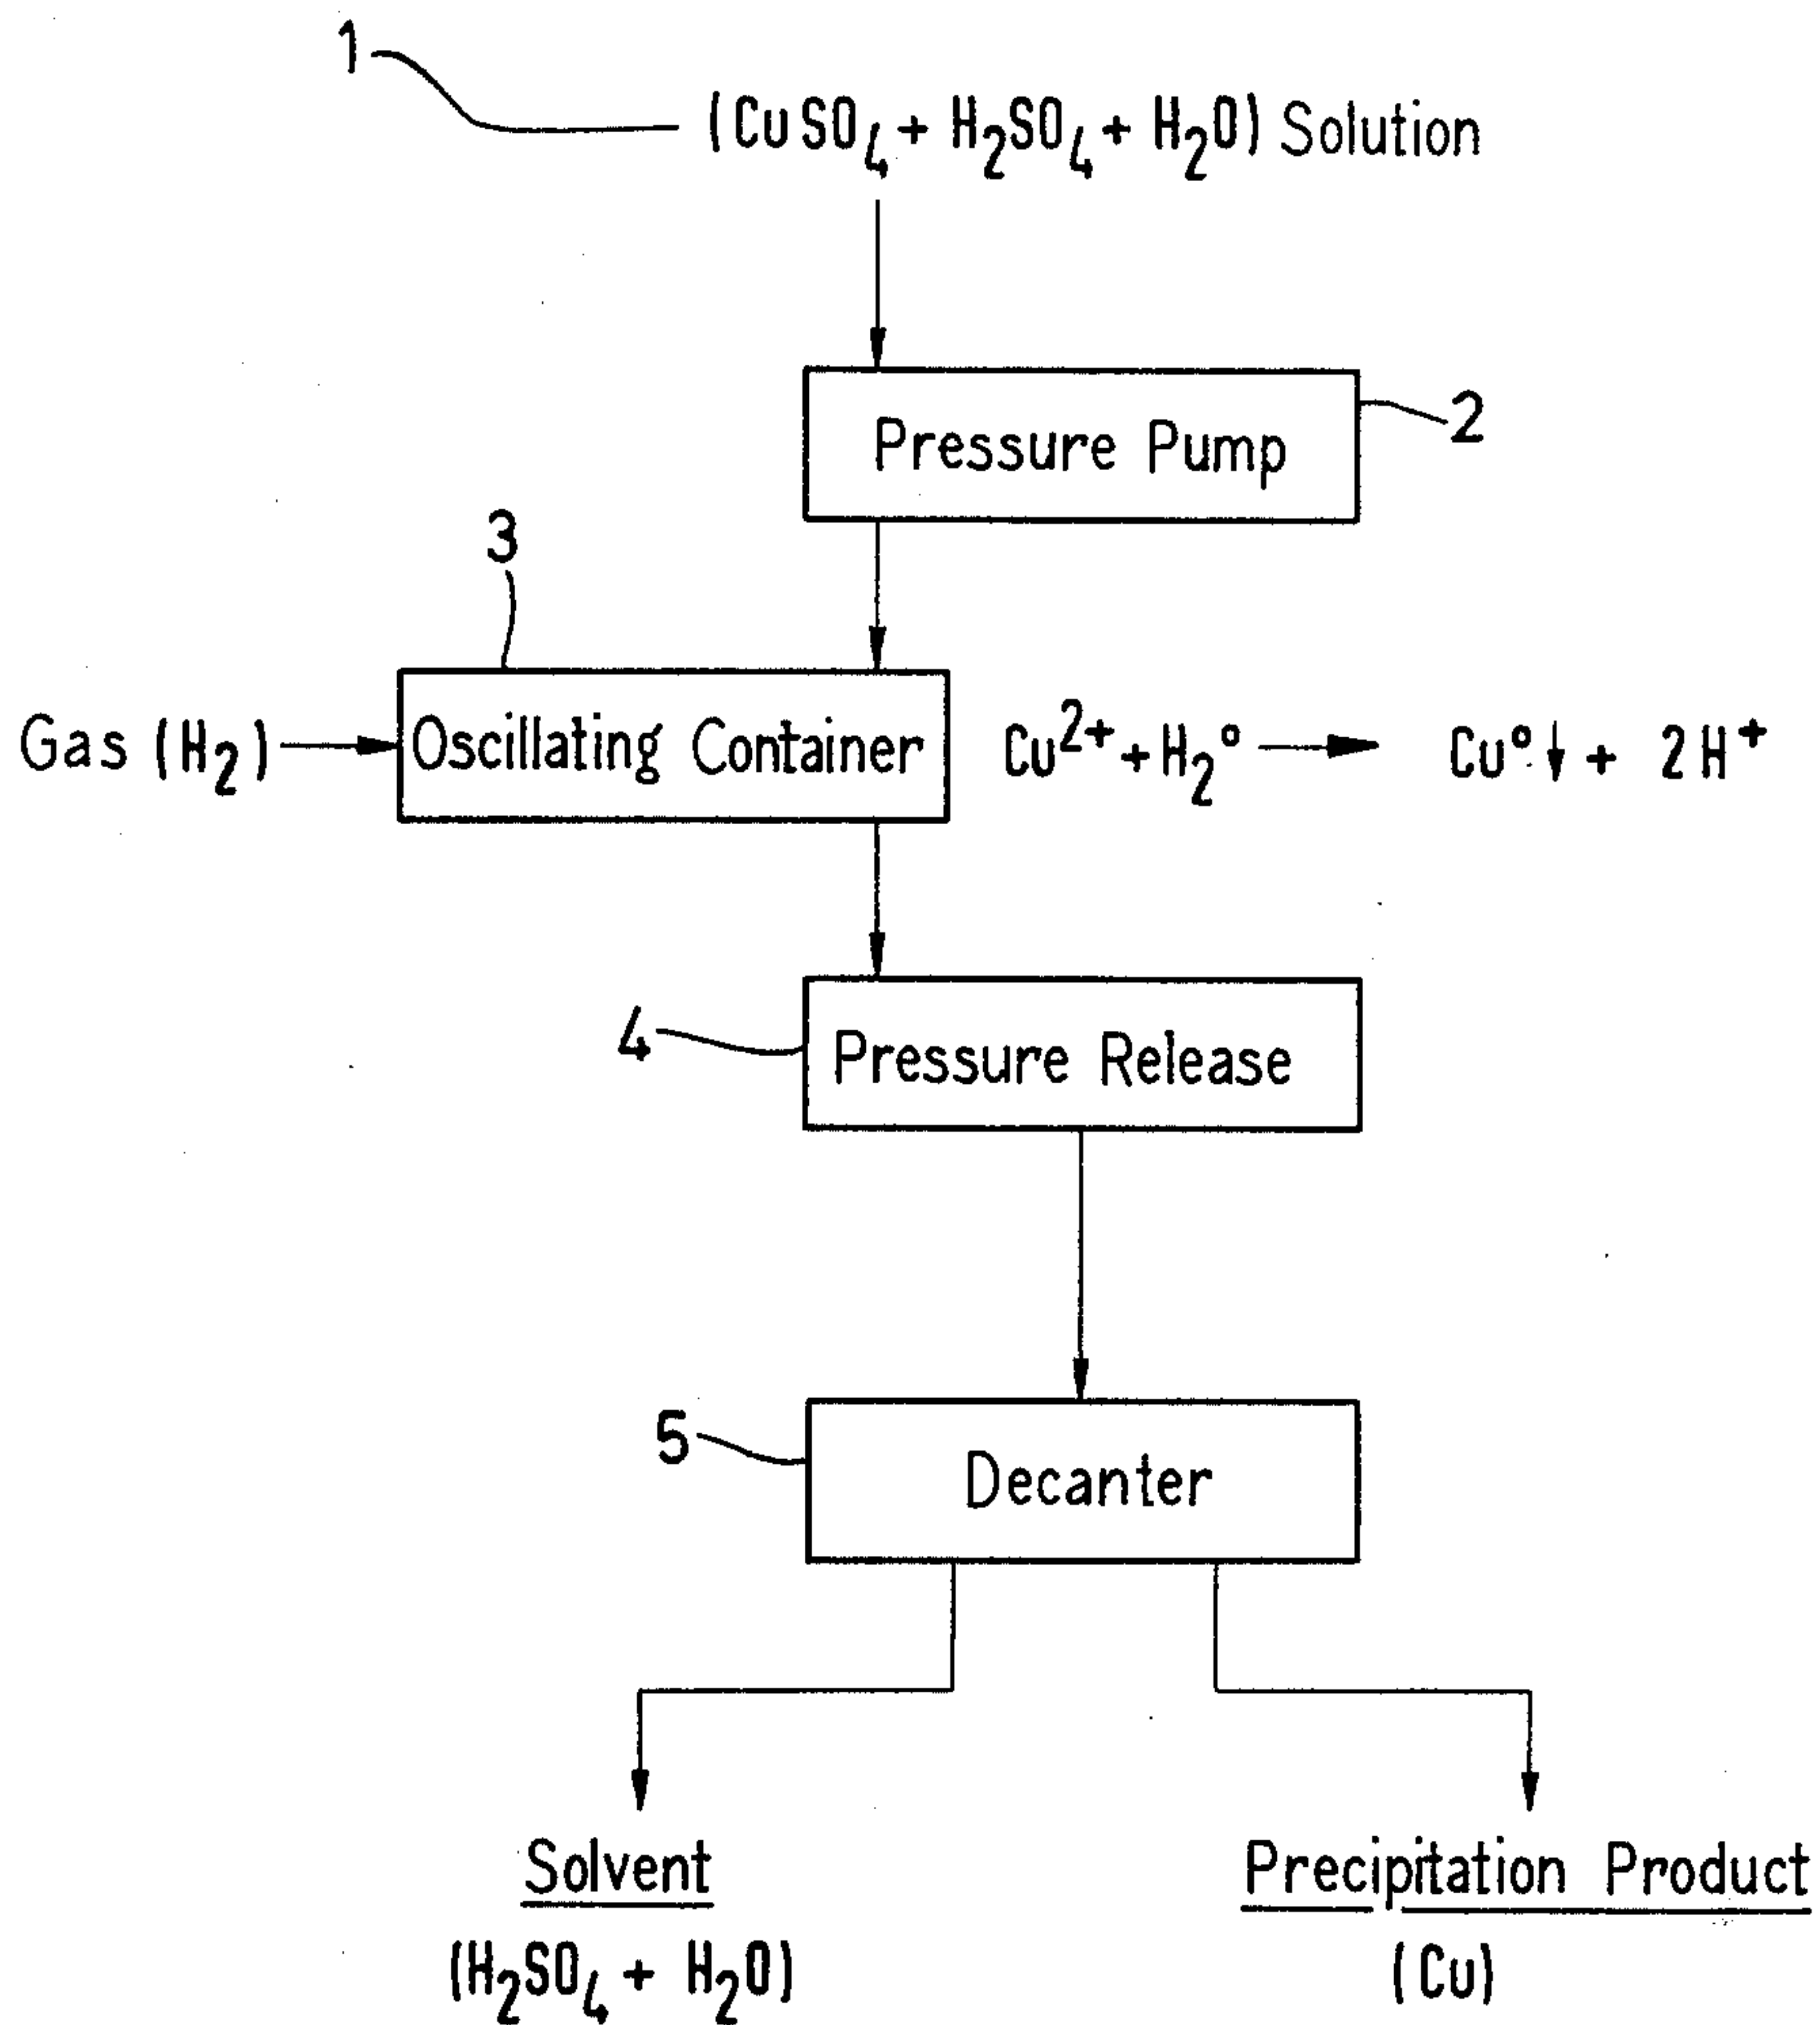 1
(CuSO₄ + H₂SO₄ + H₂O) Solution
Pressure Pump
2
3
Gas (H₂)
Oscillating Container
Cu²⁺ + H₂° → Cu°↓ + 2H⁺
4
Pressure Release
5
Decanter
Solvent
(H₂SO₄ + H₂O)
Precipitation Product
(Cu)